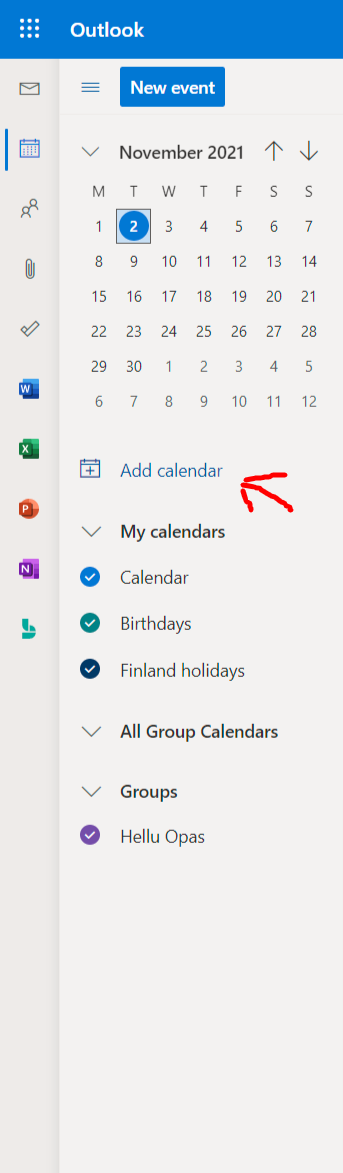 Outlook
New event
November 2021
M T W T F S S
1 2 3 4 5 6 7
8 9 10 11 12 13 14
15 16 17 18 19 20 21
22 23 24 25 26 27 28
29 30 1 2 3 4 5
6 7 8 9 10 11 12
Add calendar
My calendars
Calendar
Birthdays
Finland holidays
All Group Calendars
Groups
Hellu Opas
W
X
P
N